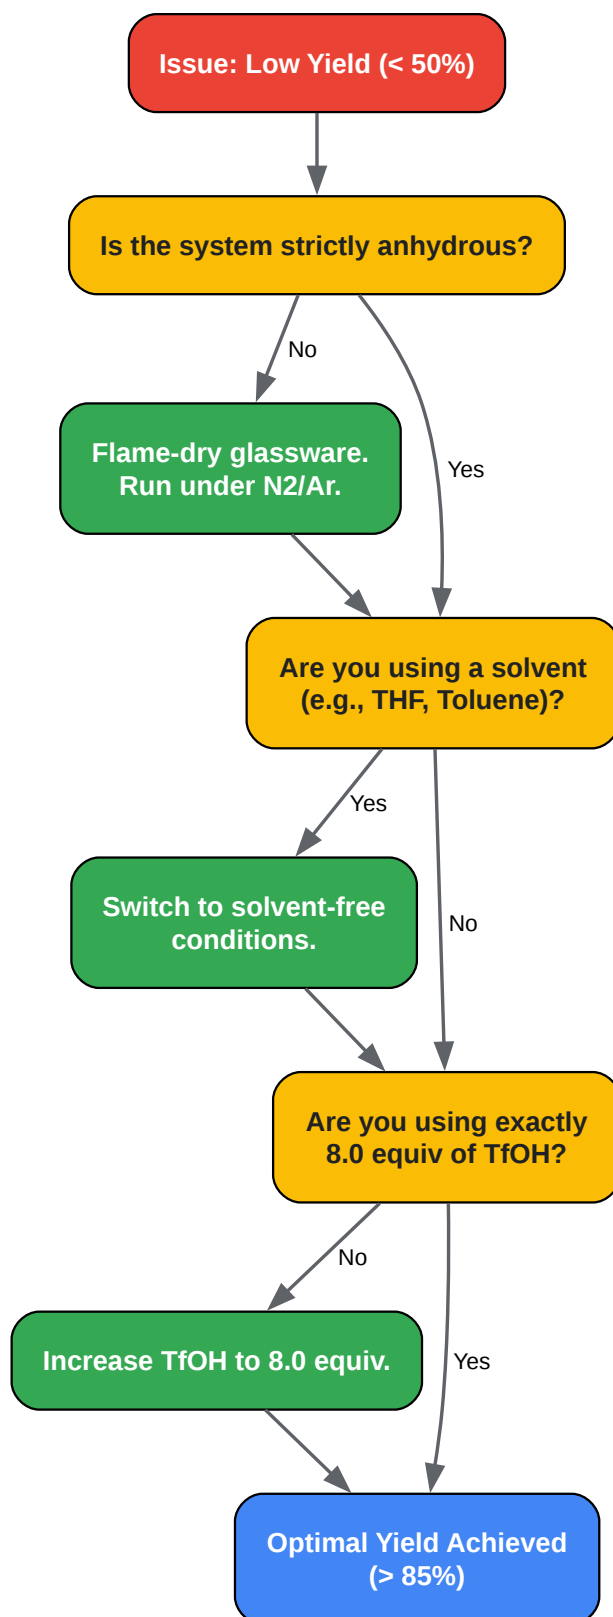 Issue: Low Yield (< 50%)
Is the system strictly anhydrous?
No
Flame-dry glassware.
Run under N2/Ar.
Yes
Are you using a solvent
(e.g., THF, Toluene)?
Yes
Switch to solvent-free
conditions.
No
Are you using exactly
8.0 equiv of TfOH?
No
Increase TfOH to 8.0 equiv.
Yes
Optimal Yield Achieved
(> 85%)